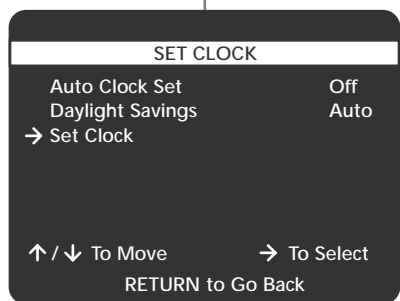 SET CLOCK
Auto Clock Set Off
Daylight Savings Auto
→ Set Clock
↑ / ↓ To Move → To Select
RETURN to Go Back